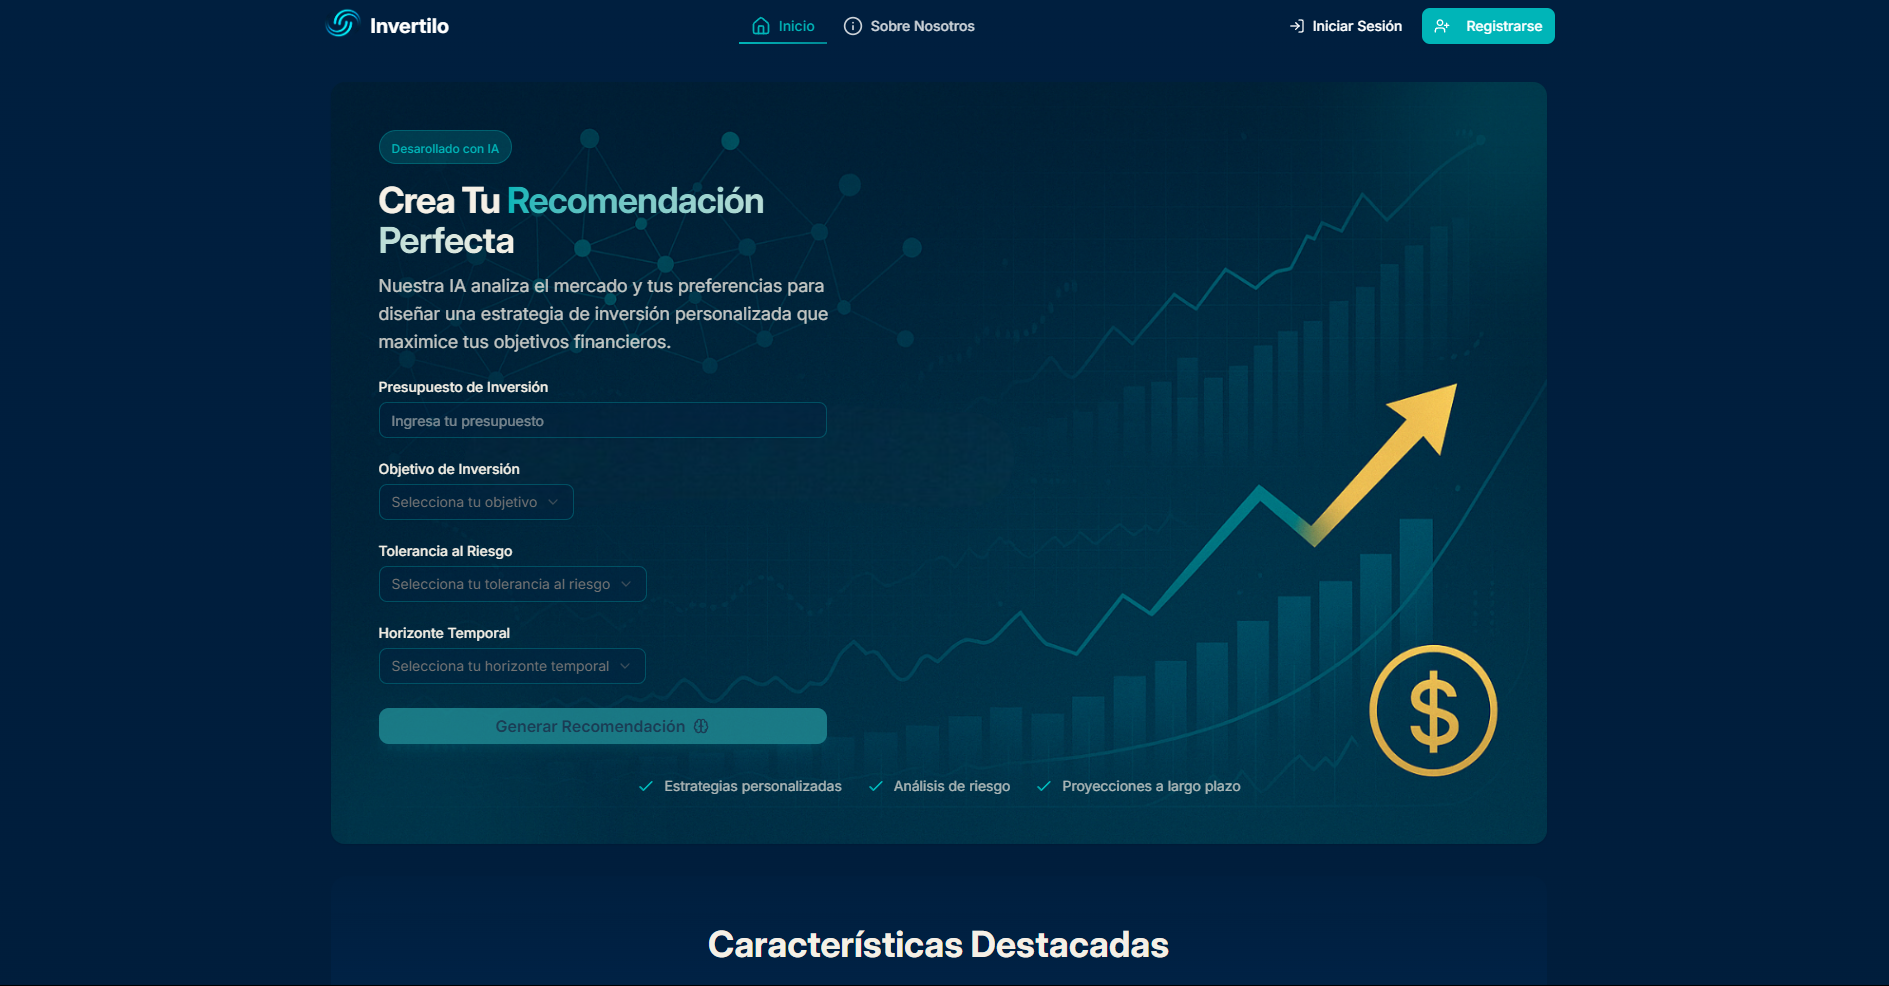 Invertilo
Inicio
Sobre Nosotros
Iniciar Sesión
Registrarse
Desarollado con IA
Crea Tu Recomendación
Perfecta
Nuestra IA analiza el mercado y tus preferencias para
diseñar una estrategia de inversión personalizada que
maximice tus objetivos financieros.
Presupuesto de Inversión
Ingresa tu presupuesto
Objetivo de Inversión
Selecciona tu objetivo
Tolerancia al Riesgo
Selecciona tu tolerancia al riesgo
Horizonte Temporal
Selecciona tu horizonte temporal
Generar Recomendación
$
Estrategias personalizadas
Análisis de riesgo
Proyecciones a largo plazo
Características Destacadas